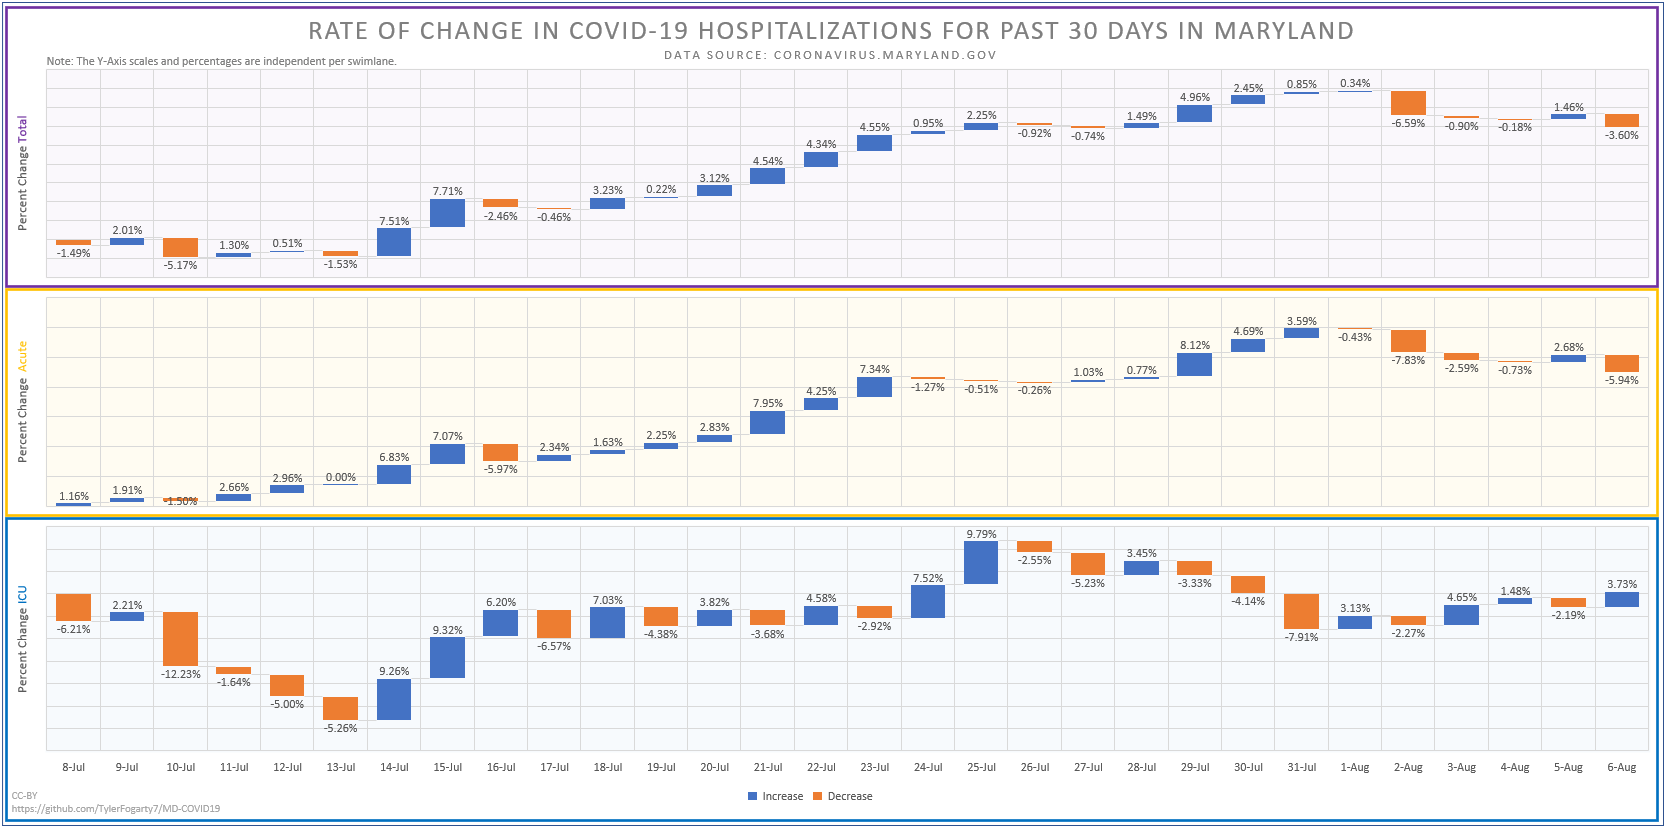 RATE OF CHANGE IN COVID-19 HOSPITALIZATIONS FOR PAST 30 DAYS IN MARYLAND
DATA SOURCE: CORONAVIRUS.MARYLAND.GOV
Note: The Y-Axis scales and percentages are independent per swimlane.
Percent Change Total
-1.49% 2.01% -5.17% 1.30% 0.51% -1.53% 7.51% 7.71% -2.46% -0.46% 3.23% 0.22% 3.12% 4.54% 4.34% 4.55% 0.95% 2.25% -0.92% -0.74% 1.49% 4.96% 2.45% 0.85% 0.34% -6.59% -0.90% -0.18% 1.46% -3.60%
Percent Change Acute
1.16% 1.91% -1.50% 2.66% 2.96% 0.00% 6.83% 7.07% -5.97% 2.34% 1.63% 2.25% 2.83% 7.95% 4.25% 7.34% -1.27% -0.51% -0.26% 1.03% 0.77% 8.12% 4.69% 3.59% -0.43% -7.83% -2.59% -0.73% 2.68% -5.94%
Percent Change ICU
-6.21% 2.21% -12.23% -1.64% -5.00% -5.26% 9.26% 9.32% 6.20% -6.57% 7.03% -4.38% 3.82% -3.68% 4.58% -2.92% 7.52% 9.79% -2.55% -5.23% 3.45% -3.33% -4.14% -7.91% 3.13% -2.27% 4.65% 1.48% -2.19% 3.73%
8-Jul 9-Jul 10-Jul 11-Jul 12-Jul 13-Jul 14-Jul 15-Jul 16-Jul 17-Jul 18-Jul 19-Jul 20-Jul 21-Jul 22-Jul 23-Jul 24-Jul 25-Jul 26-Jul 27-Jul 28-Jul 29-Jul 30-Jul 31-Jul 1-Aug 2-Aug 3-Aug 4-Aug 5-Aug 6-Aug
Increase Decrease
CC-BY
https://github.com/TylerFogarty7/MD-COVID19